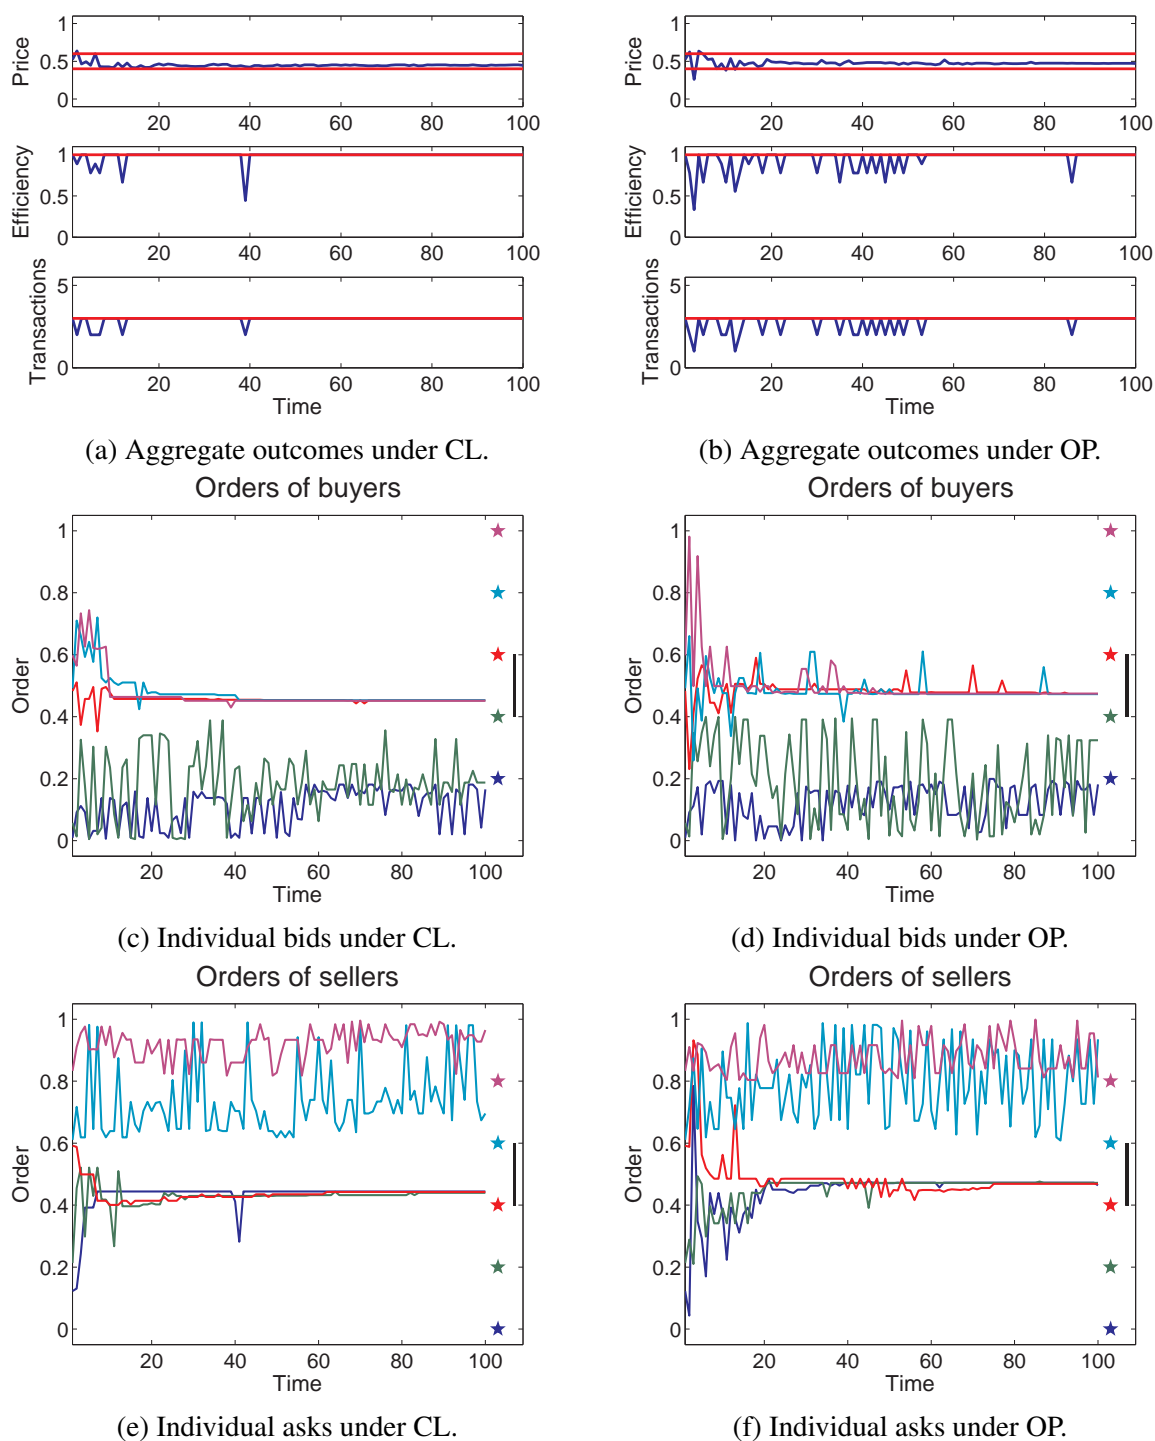 Price
1
0.5
0
20 40 60 80 100
Efficiency
1
0.5
0
20 40 60 80 100
Transactions
5
0
20 40 60 80 100
Time
(a) Aggregate outcomes under CL.
Price
1
0.5
0
20 40 60 80 100
Efficiency
1
0.5
0
20 40 60 80 100
Transactions
5
0
20 40 60 80 100
Time
(b) Aggregate outcomes under OP.
Orders of buyers
Order
1
0.8
0.6
0.4
0.2
0
20 40 60 80 100
Time
(c) Individual bids under CL.
Orders of buyers
Order
1
0.8
0.6
0.4
0.2
0
20 40 60 80 100
Time
(d) Individual bids under OP.
Orders of sellers
Order
1
0.8
0.6
0.4
0.2
0
20 40 60 80 100
Time
(e) Individual asks under CL.
Orders of sellers
Order
1
0.8
0.6
0.4
0.2
0
20 40 60 80 100
Time
(f) Individual asks under OP.